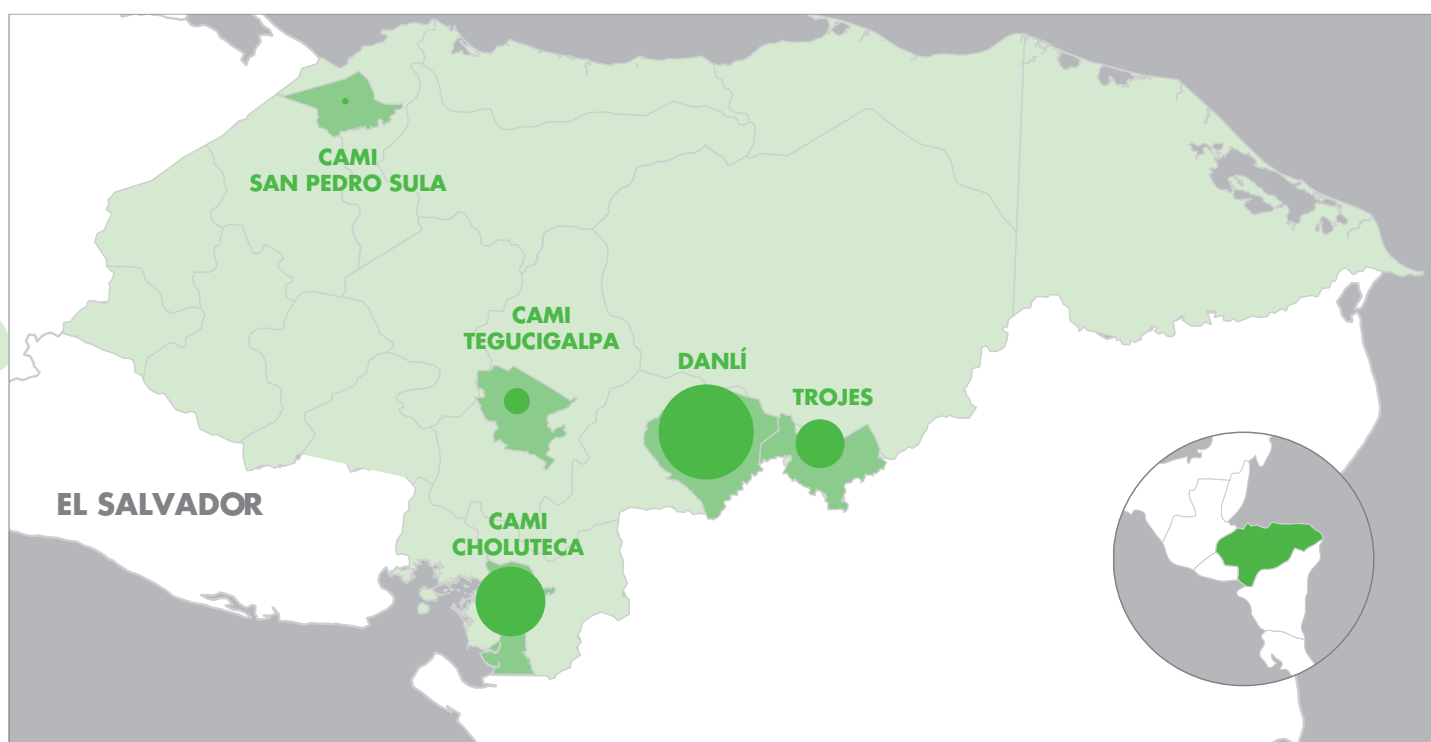 CAMI
SAN PEDRO SULA
CAMI
TEGUCIGALPA
DANLÍ
TROJES
EL SALVADOR
CAMI
CHOLUTECA